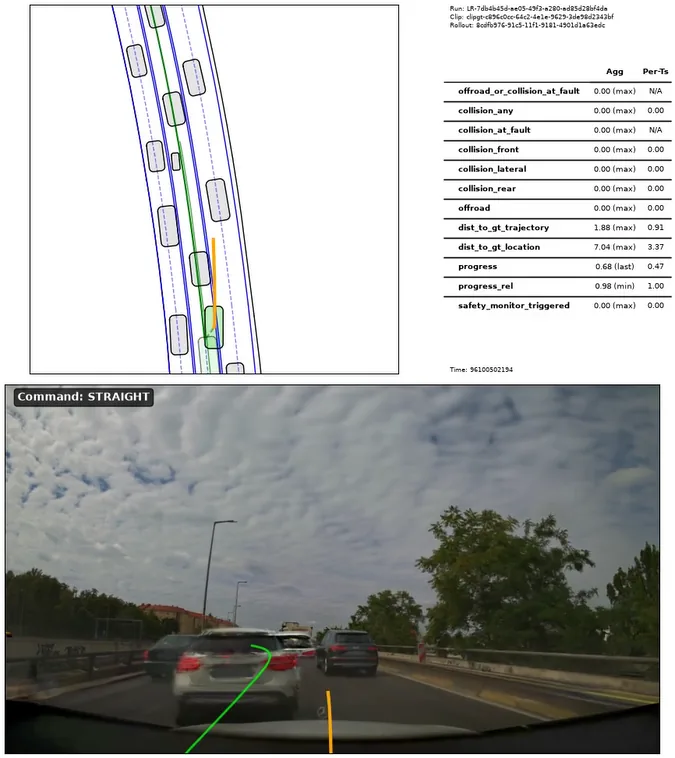 Run: LR-7db4b45d-ae05-49f3-a280-ad85d28bf4da
Clip: clipgt-c896c0cc-64c2-4e1e-9629-3de98d2343bf
Rollout: 8cdfb976-91c5-11f1-9181-4901d1a63edc
Agg Per-Ts
offroad_or_collision_at_fault 0.00 (max) N/A
collision_any 0.00 (max) 0.00
collision_at_fault 0.00 (max) N/A
collision_front 0.00 (max) 0.00
collision_lateral 0.00 (max) 0.00
collision_rear 0.00 (max) 0.00
offroad 0.00 (max) 0.00
dist_to_gt_trajectory 1.88 (max) 0.91
dist_to_gt_location 7.04 (max) 3.37
progress 0.68 (last) 0.47
progress_rel 0.98 (min) 1.00
safety_monitor_triggered 0.00 (max) 0.00
Time: 96100502194
Command: STRAIGHT